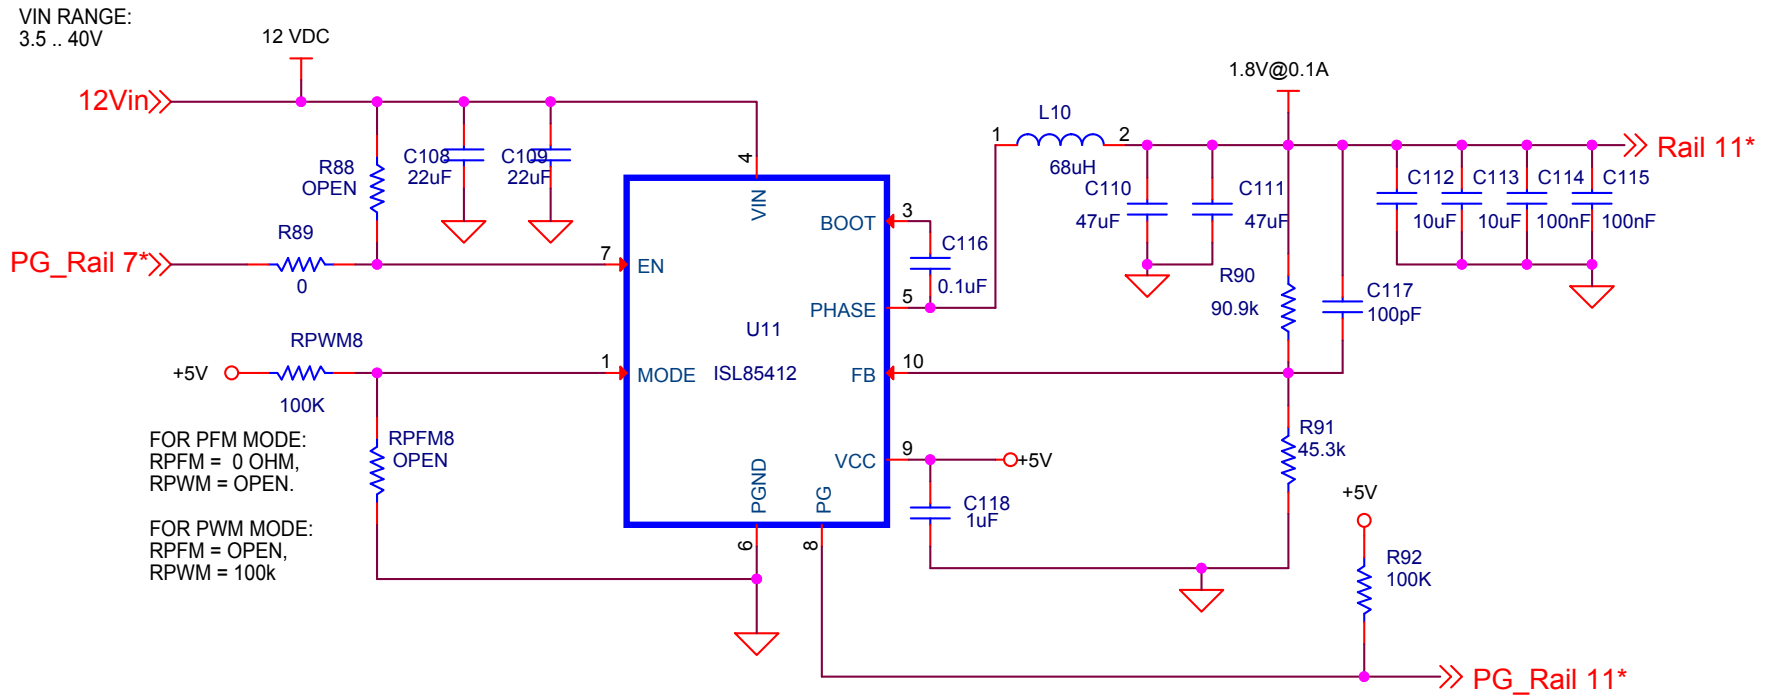 VIN RANGE:
3.5 .. 40V
12 VDC
12Vin
R88
OPEN
C108
22uF
C109
22uF
PG_Rail 7*
R89
0
RPWM8
+5V
100K
FOR PFM MODE:
RPFM =  0 OHM,
RPWM = OPEN.
RPFM8
OPEN
FOR PWM MODE:
RPFM = OPEN,
RPWM = 100k
4
VIN
7
EN
1
MODE
U11
ISL85412
BOOT
3
PHASE
5
FB
10
VCC
9
PGND
6
PG
8
C116
0.1uF
1
L10
2
68uH
1.8V@0.1A
Rail 11*
C110
47uF
C111
47uF
C112
10uF
C113
10uF
C114
100nF
C115
100nF
R90
90.9k
C117
100pF
R91
45.3k
+5V
C118
1uF
+5V
R92
100K
PG_Rail 11*